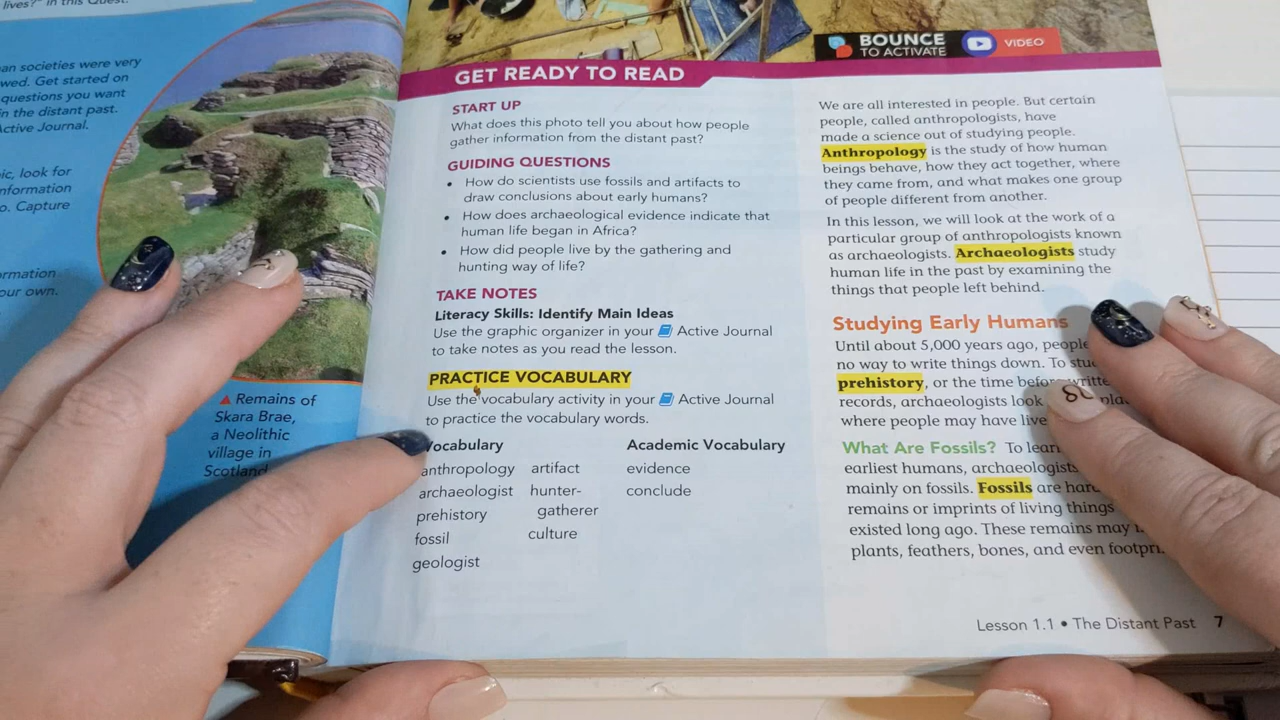 lives?" in this Quest.
an societies were very
wed. Get started on
questions you want
in the distant past.
Active Journal.
ic, look for
nformation
o. Capture
ormation
our own.
▲ Remains of
Skara Brae,
a Neolithic
village in
Scotland
BOUNCE
TO ACTIVATE
VIDEO
GET READY TO READ
START UP
What does this photo tell you about how people
gather information from the distant past?
GUIDING QUESTIONS
• How do scientists use fossils and artifacts to
draw conclusions about early humans?
• How does archaeological evidence indicate that
human life began in Africa?
• How did people live by the gathering and
hunting way of life?
TAKE NOTES
Literacy Skills: Identify Main Ideas
Use the graphic organizer in your Active Journal
to take notes as you read the lesson.
PRACTICE VOCABULARY
Use the vocabulary activity in your Active Journal
to practice the vocabulary words.
Vocabulary
anthropology
archaeologist
prehistory
fossil
geologist
artifact
hunter-
gatherer
culture
Academic Vocabulary
evidence
conclude
We are all interested in people. But certain
people, called anthropologists, have
made a science out of studying people.
Anthropology is the study of how human
beings behave, how they act together, where
they came from, and what makes one group
of people different from another.
In this lesson, we will look at the work of a
particular group of anthropologists known
as archaeologists. Archaeologists study
human life in the past by examining the
things that people left behind.
Studying Early Humans
Until about 5,000 years ago, people
no way to write things down. To stu
prehistory, or the time before writte
records, archaeologists look pla
where people may have live
What Are Fossils? To learn
earliest humans, archaeologists
mainly on fossils. Fossils are hard
remains or imprints of living things
existed long ago. These remains may
plants, feathers, bones, and even footpri
Lesson 1.1 • The Distant Past 7